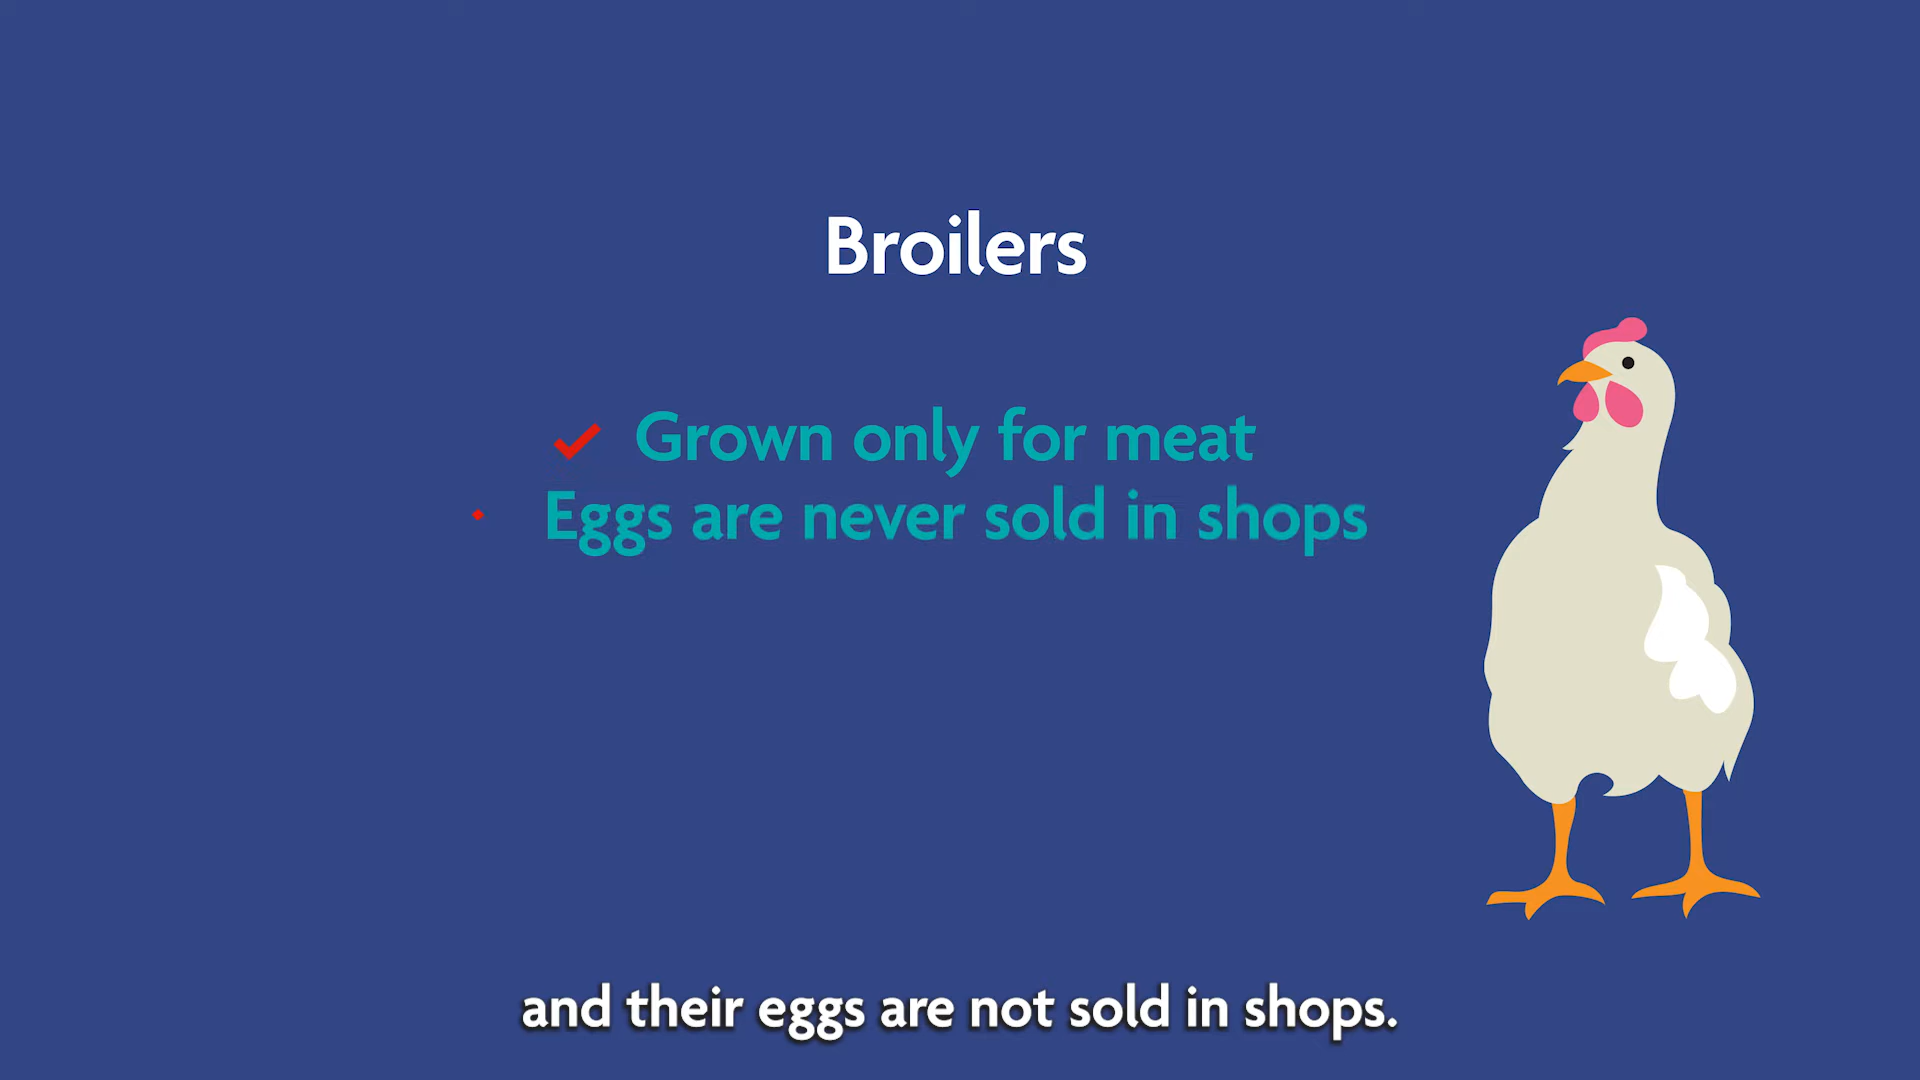 Broilers
Grown only for meat
Eggs are never sold in shops
and their eggs are not sold in shops.